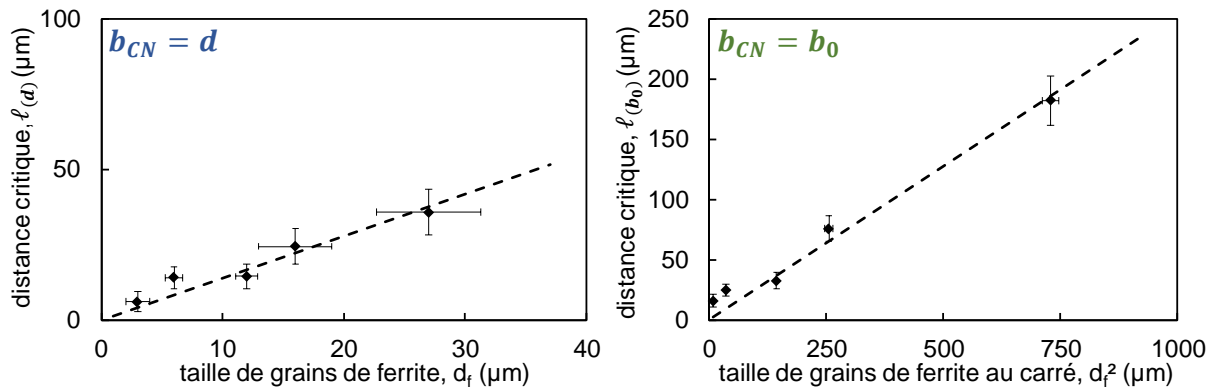 b_CN = d
distance critique, ℓ_(d) (µm)
100
50
0
0 10 20 30 40
taille de grains de ferrite, d_f (µm)
b_CN = b_0
distance critique, ℓ_(b_0) (µm)
250
200
150
100
50
0
0 250 500 750 1000
taille de grains de ferrite au carré, d_f² (µm)